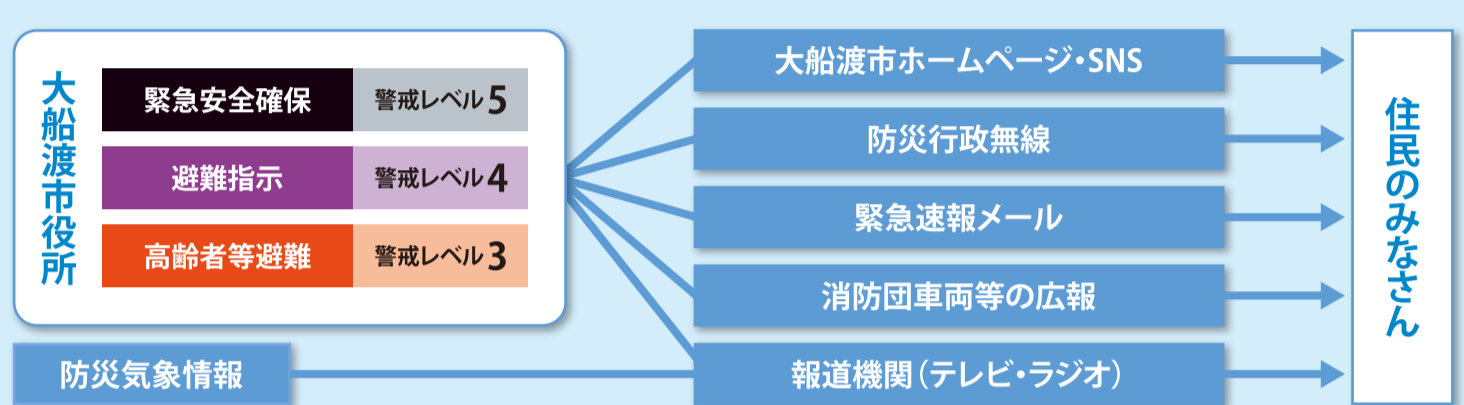 大船渡市役所
緊急安全確保 警戒レベル5
避難指示 警戒レベル4
高齢者等避難 警戒レベル3
防災気象情報
大船渡市ホームページ・SNS
防災行政無線
緊急速報メール
消防団車両等の広報
報道機関（テレビ・ラジオ）
住民のみなさん